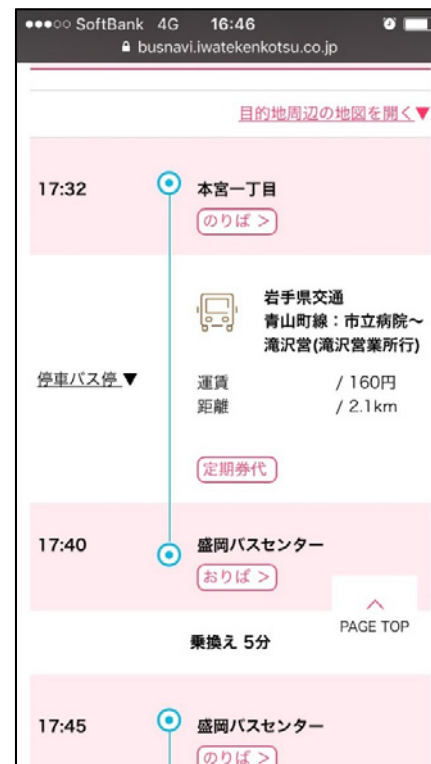 ●●●○○ SoftBank 4G 16:46
busnavi.iwatekenkotsu.co.jp
目的地周辺の地図を開く▼
17:32 本宮一丁目
のりば >
岩手県交通
青山町線：市立病院～
滝沢営(滝沢営業所行)
停車バス停 ▼
運賃 / 160円
距離 / 2.1km
定期券代
17:40 盛岡バスセンター
おりば >
PAGE TOP
乗換え 5分
17:45 盛岡バスセンター
のりば >